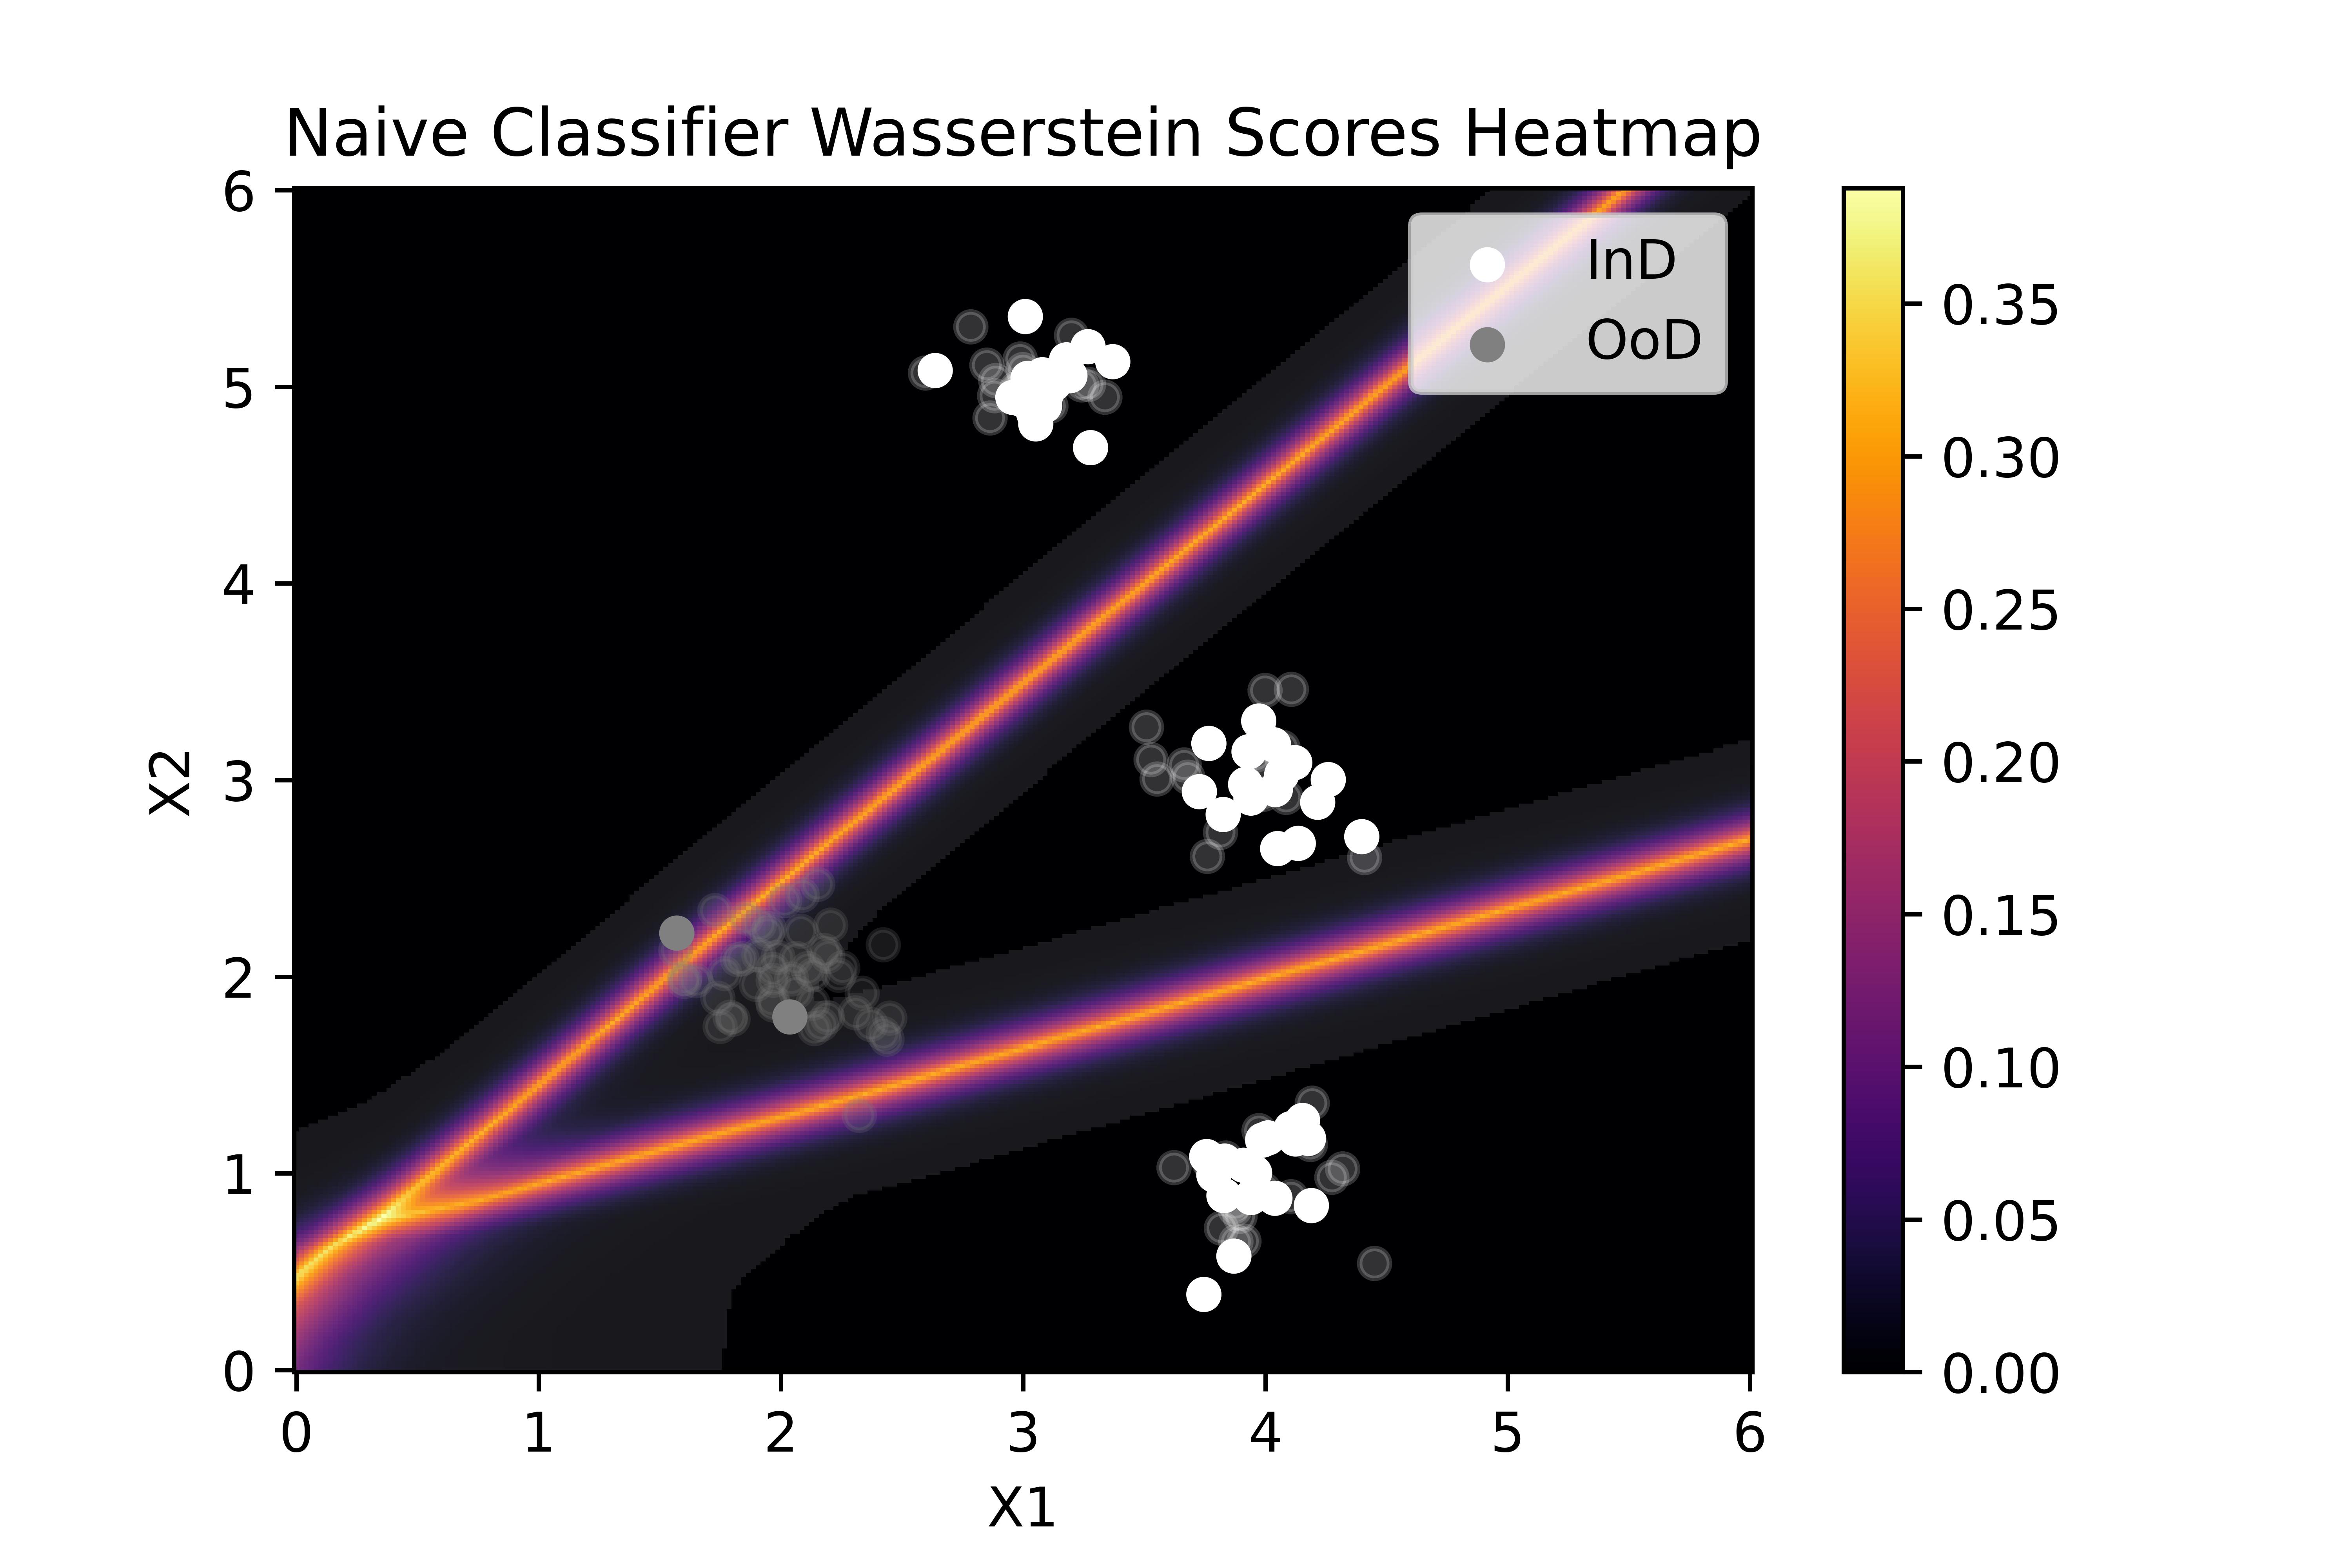 Naive Classifier Wasserstein Scores Heatmap
InD
OoD
6
5
4
3
2
1
0
X2
0 1 2 3 4 5 6
X1
0.35
0.30
0.25
0.20
0.15
0.10
0.05
0.00